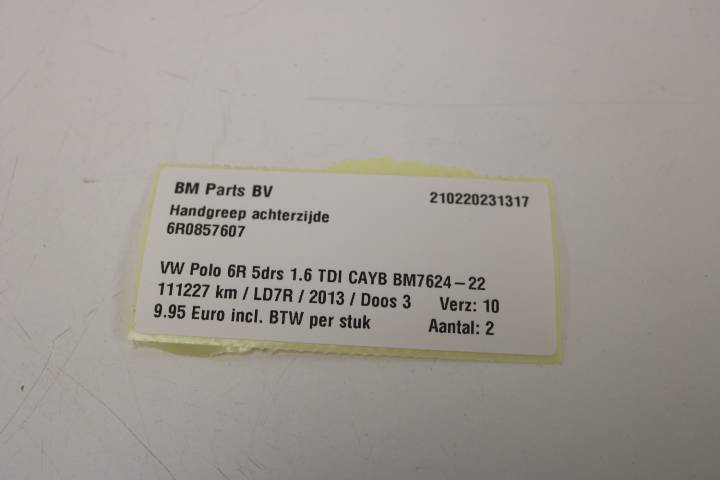 BM Parts BV 210220231317
Handgreep achterzijde
6R0857607
VW Polo 6R 5drs 1.6 TDI CAYB BM7624-22
111227 km / LD7R / 2013 / Doos 3 Verz: 10
9.95 Euro incl. BTW per stuk Aantal: 2